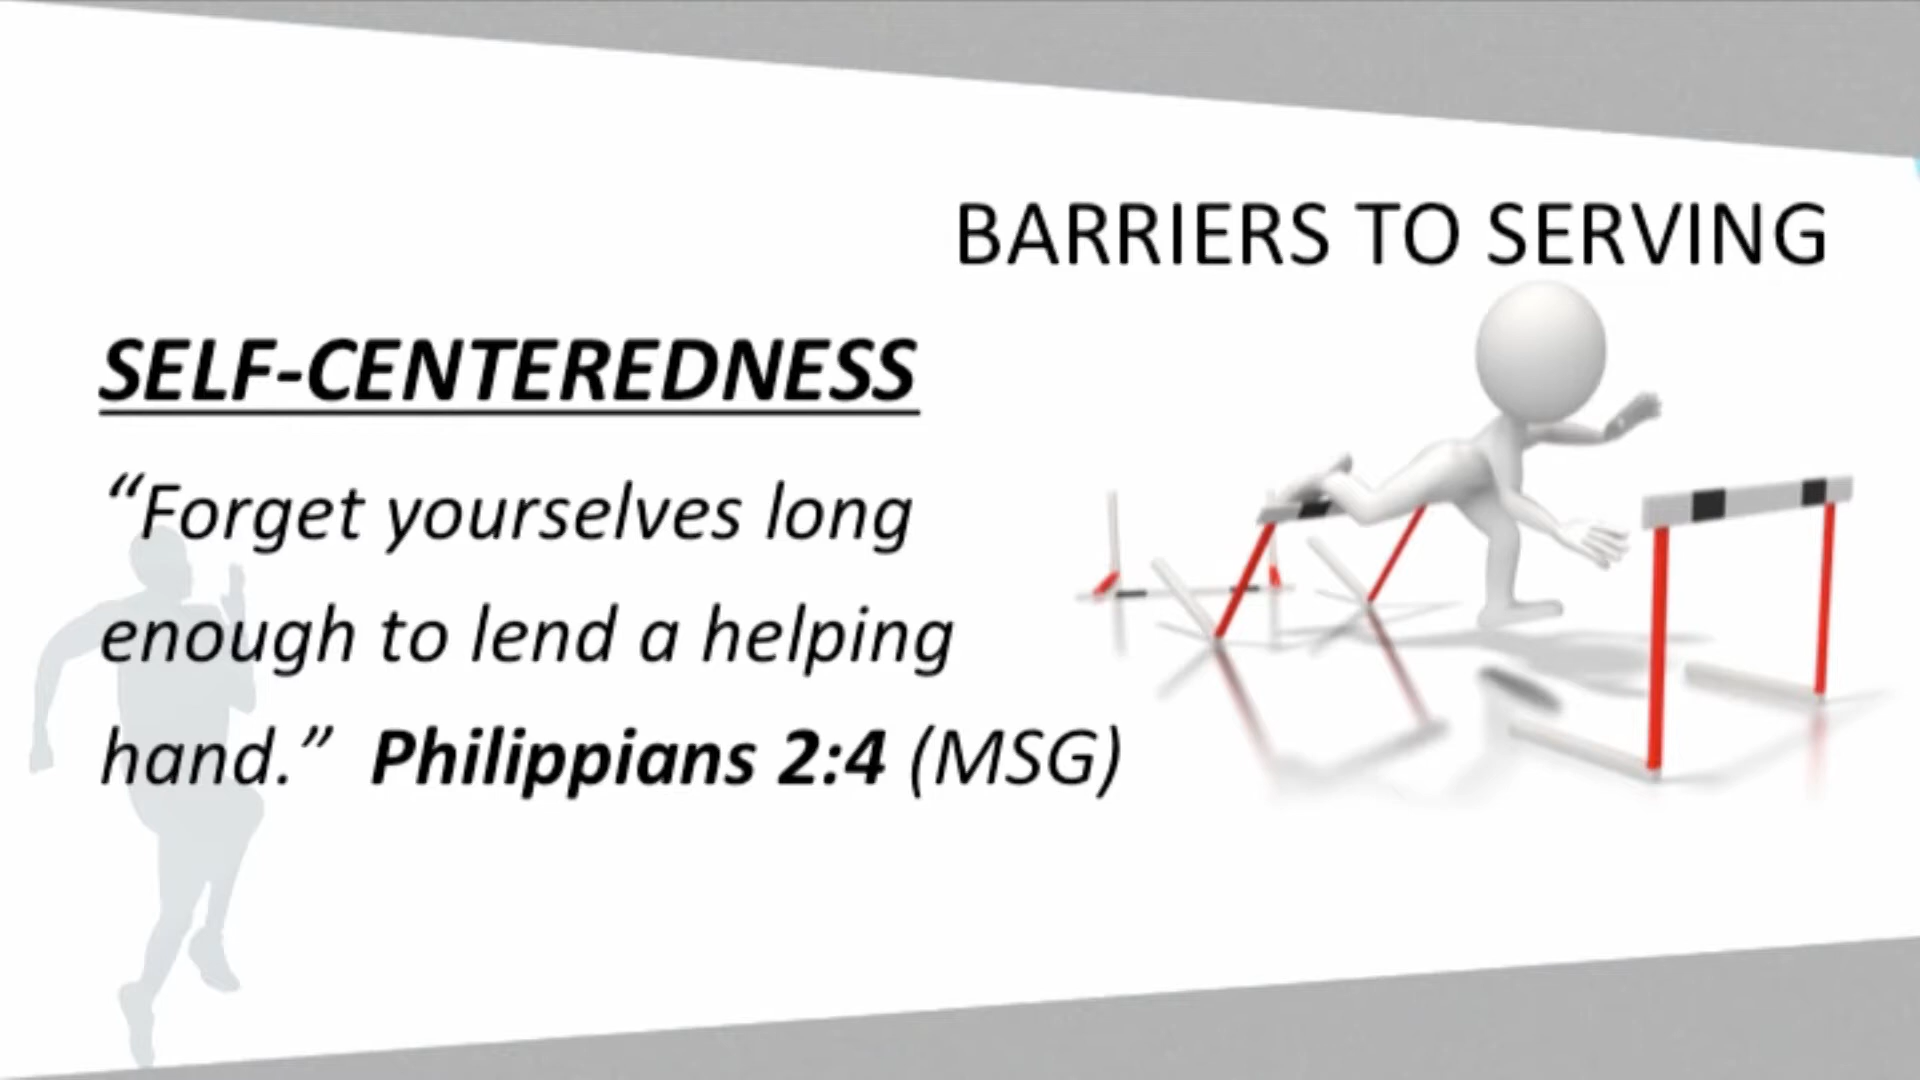 BARRIERS TO SERVING
SELF-CENTEREDNESS
“Forget yourselves long
enough to lend a helping
hand.” Philippians 2:4 (MSG)